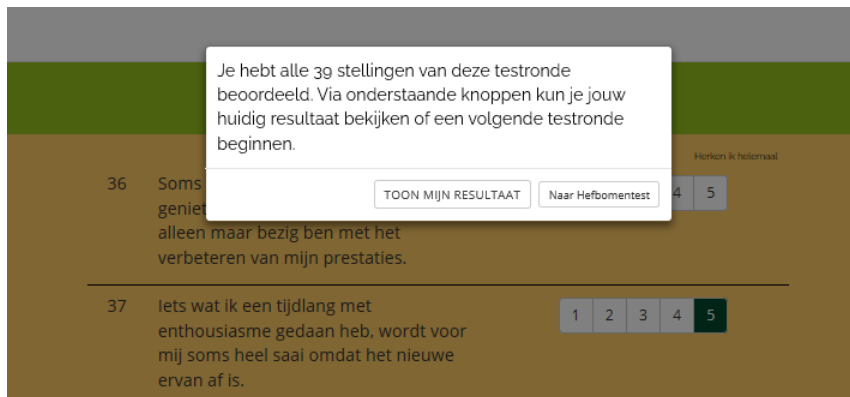 Je hebt alle 39 stellingen van deze testronde
beoordeeld. Via onderstaande knoppen kun je jouw
huidig resultaat bekijken of een volgende testronde
beginnen.
TOON MIJN RESULTAAT Naar Hefbomentest
Herken ik helemaal
36 Soms 4 5
geniet
alleen maar bezig ben met het
verbeteren van mijn prestaties.
37 Iets wat ik een tijdlang met 1 2 3 4 5
enthousiasme gedaan heb, wordt voor
mij soms heel saai omdat het nieuwe
ervan af is.